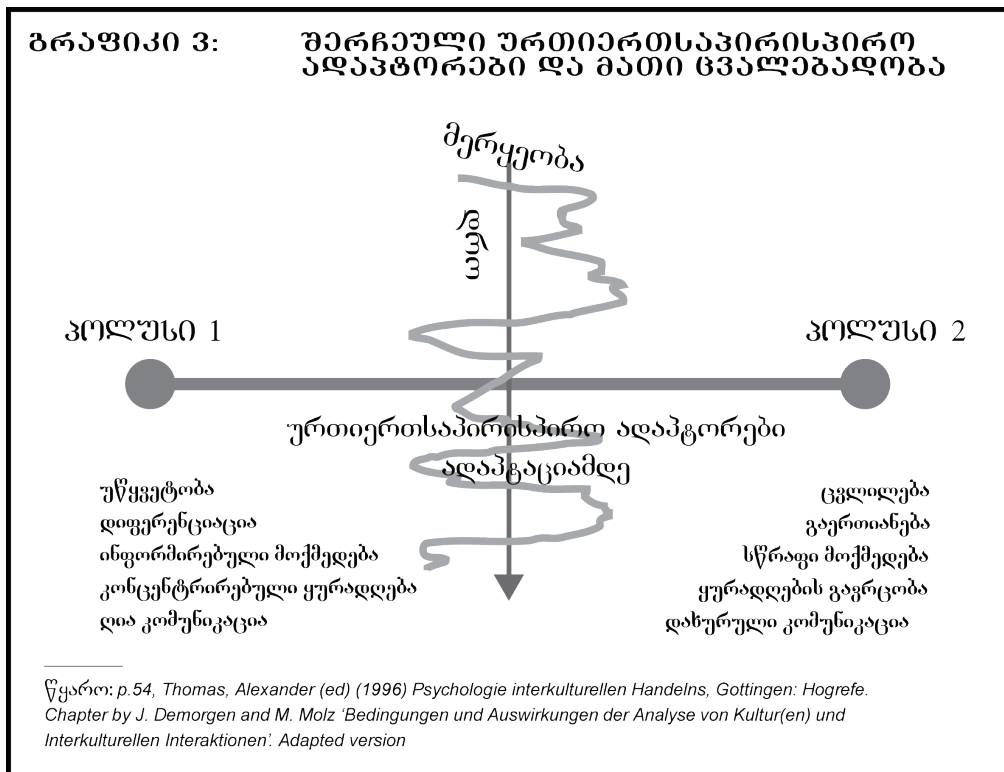 გრაფიკი 3: შერჩეული ურთიერთსაპირისპირო
ადაპტორები და მათი ცვალებადობა
მერყეობა
დრო
პოლუსი 1
პოლუსი 2
ურთიერთსაპირისპირო ადაპტორები
ადაპტაციამდე
უწყვეტობა
დიფერენციაცია
ინფორმირებული მოქმედება
კონცენტრირებული ყურადღება
ღია კომუნიკაცია
ცვლილება
გაერთიანება
სწრაფი მოქმედება
ყურადღების გავრცობა
დახურული კომუნიკაცია
წყარო: p.54, Thomas, Alexander (ed) (1996) Psychologie interkulturellen Handelns, Gottingen: Hogrefe.
Chapter by J. Demorgen and M. Molz ‘Bedingungen und Auswirkungen der Analyse von Kultur(en) und
Interkulturellen Interaktionen’. Adapted version